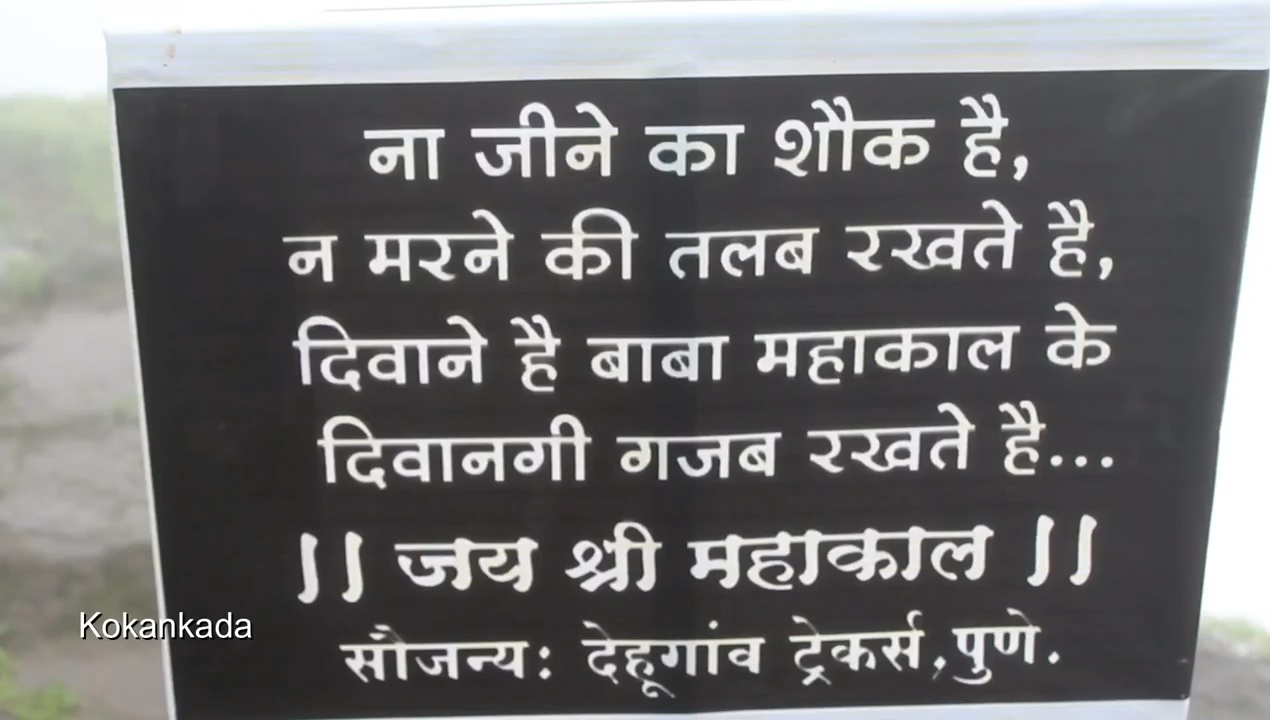 ना जीने का शौक है,
न मरने की तलब रखते है,
दिवाने है बाबा महाकाल के
दिवानगी गजब रखते है...
|| जय श्री महाकाल ||
Kokankada
सौजन्य: देहूगांव ट्रेकर्स,पुणे.